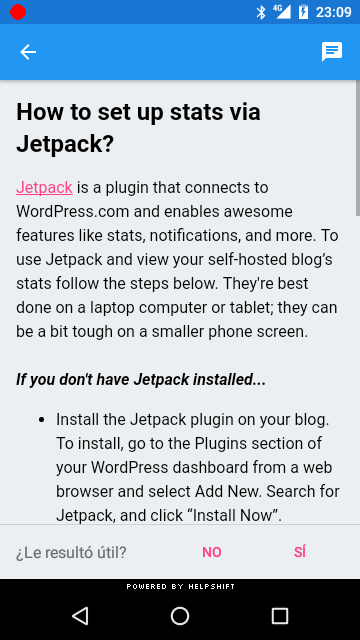 4G 23:09
How to set up stats via
Jetpack?
Jetpack is a plugin that connects to
WordPress.com and enables awesome
features like stats, notifications, and more. To
use Jetpack and view your self-hosted blog’s
stats follow the steps below. They're best
done on a laptop computer or tablet; they can
be a bit tough on a smaller phone screen.
If you don't have Jetpack installed...
• Install the Jetpack plugin on your blog.
To install, go to the Plugins section of
your WordPress dashboard from a web
browser and select Add New. Search for
Jetpack, and click “Install Now”.
¿Le resultó útil? NO SÍ
POWERED BY HELPSHIFT